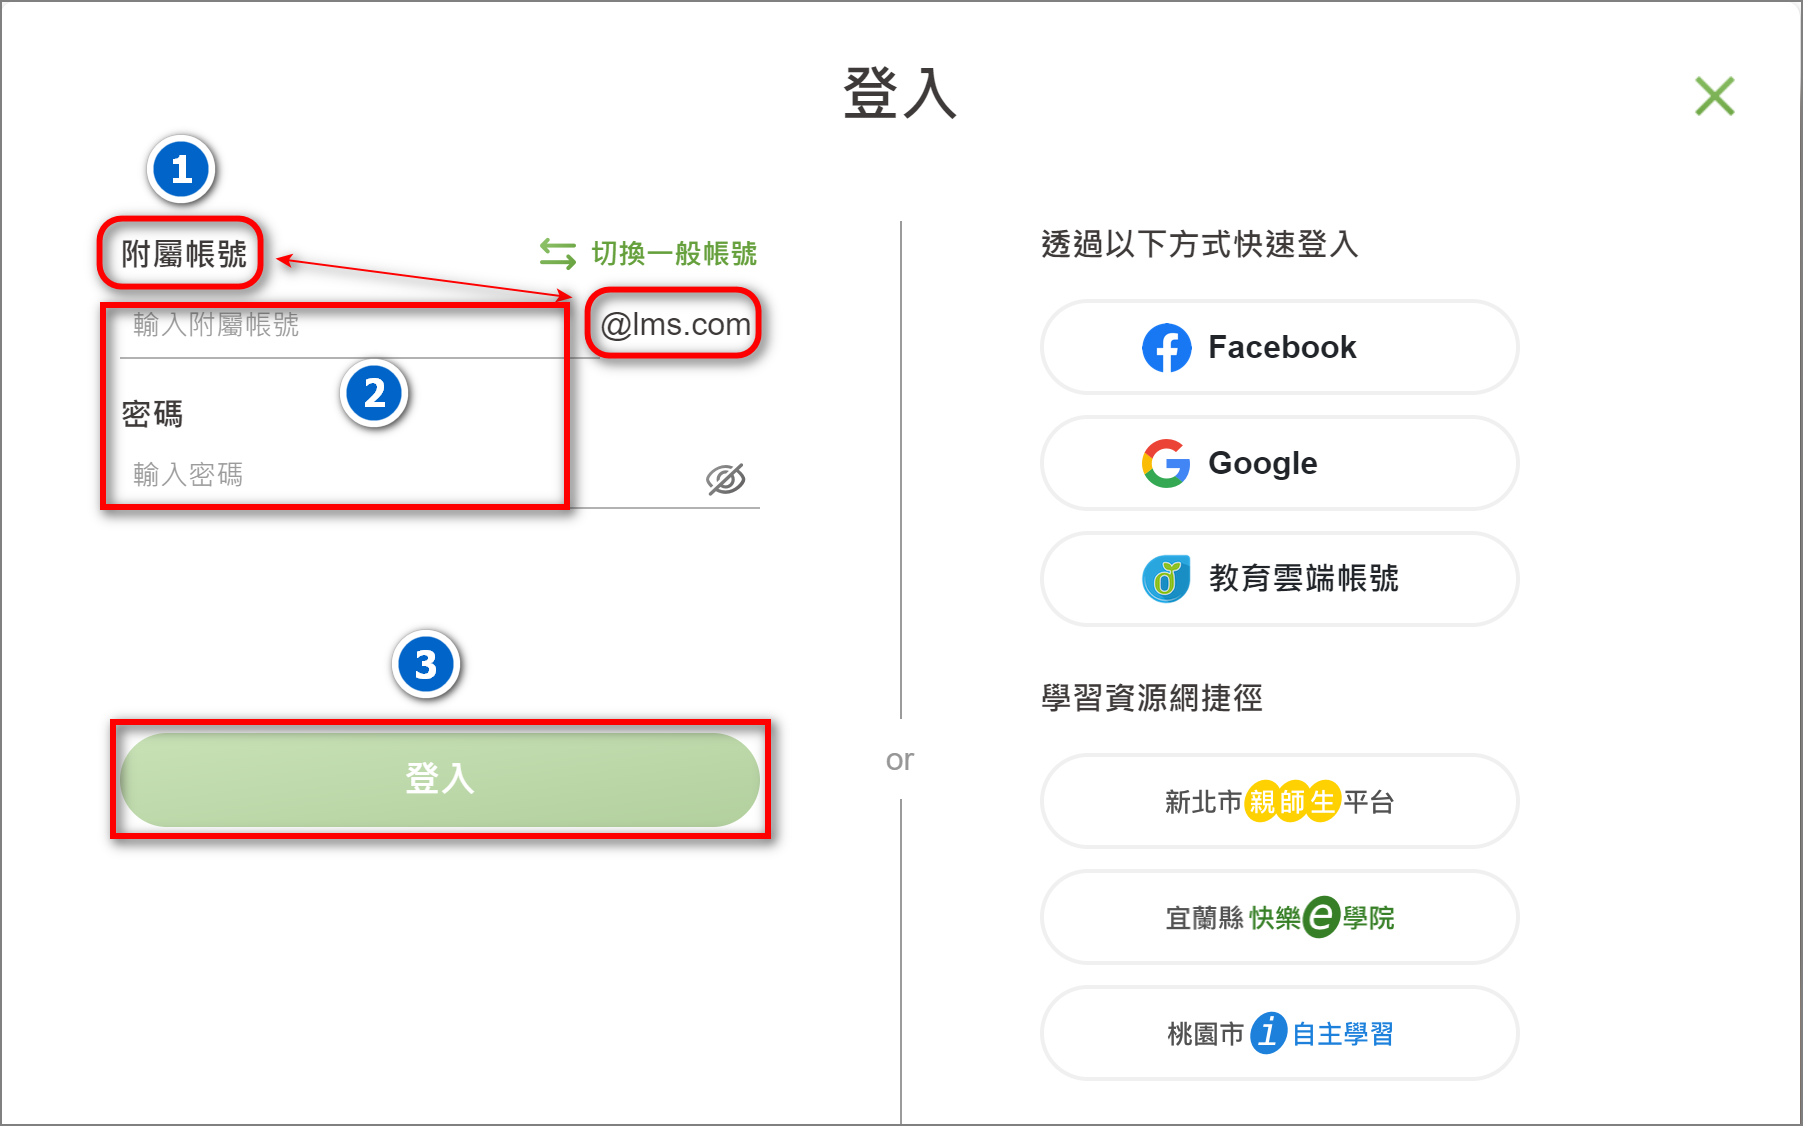 登入
1
附屬帳號
切換一般帳號
輸入附屬帳號
@lms.com
2
密碼
輸入密碼
3
登入
or
透過以下方式快速登入
Facebook
Google
教育雲端帳號
學習資源網捷徑
新北市親師生平台
宜蘭縣 快樂e學院
桃園市 i 自主學習